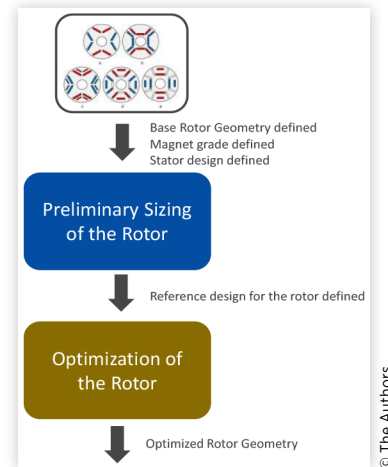 Base Rotor Geometry defined
Magnet grade defined
Stator design defined
Preliminary Sizing
of the Rotor
Reference design for the rotor defined
Optimization of
the Rotor
Optimized Rotor Geometry
© The Authors